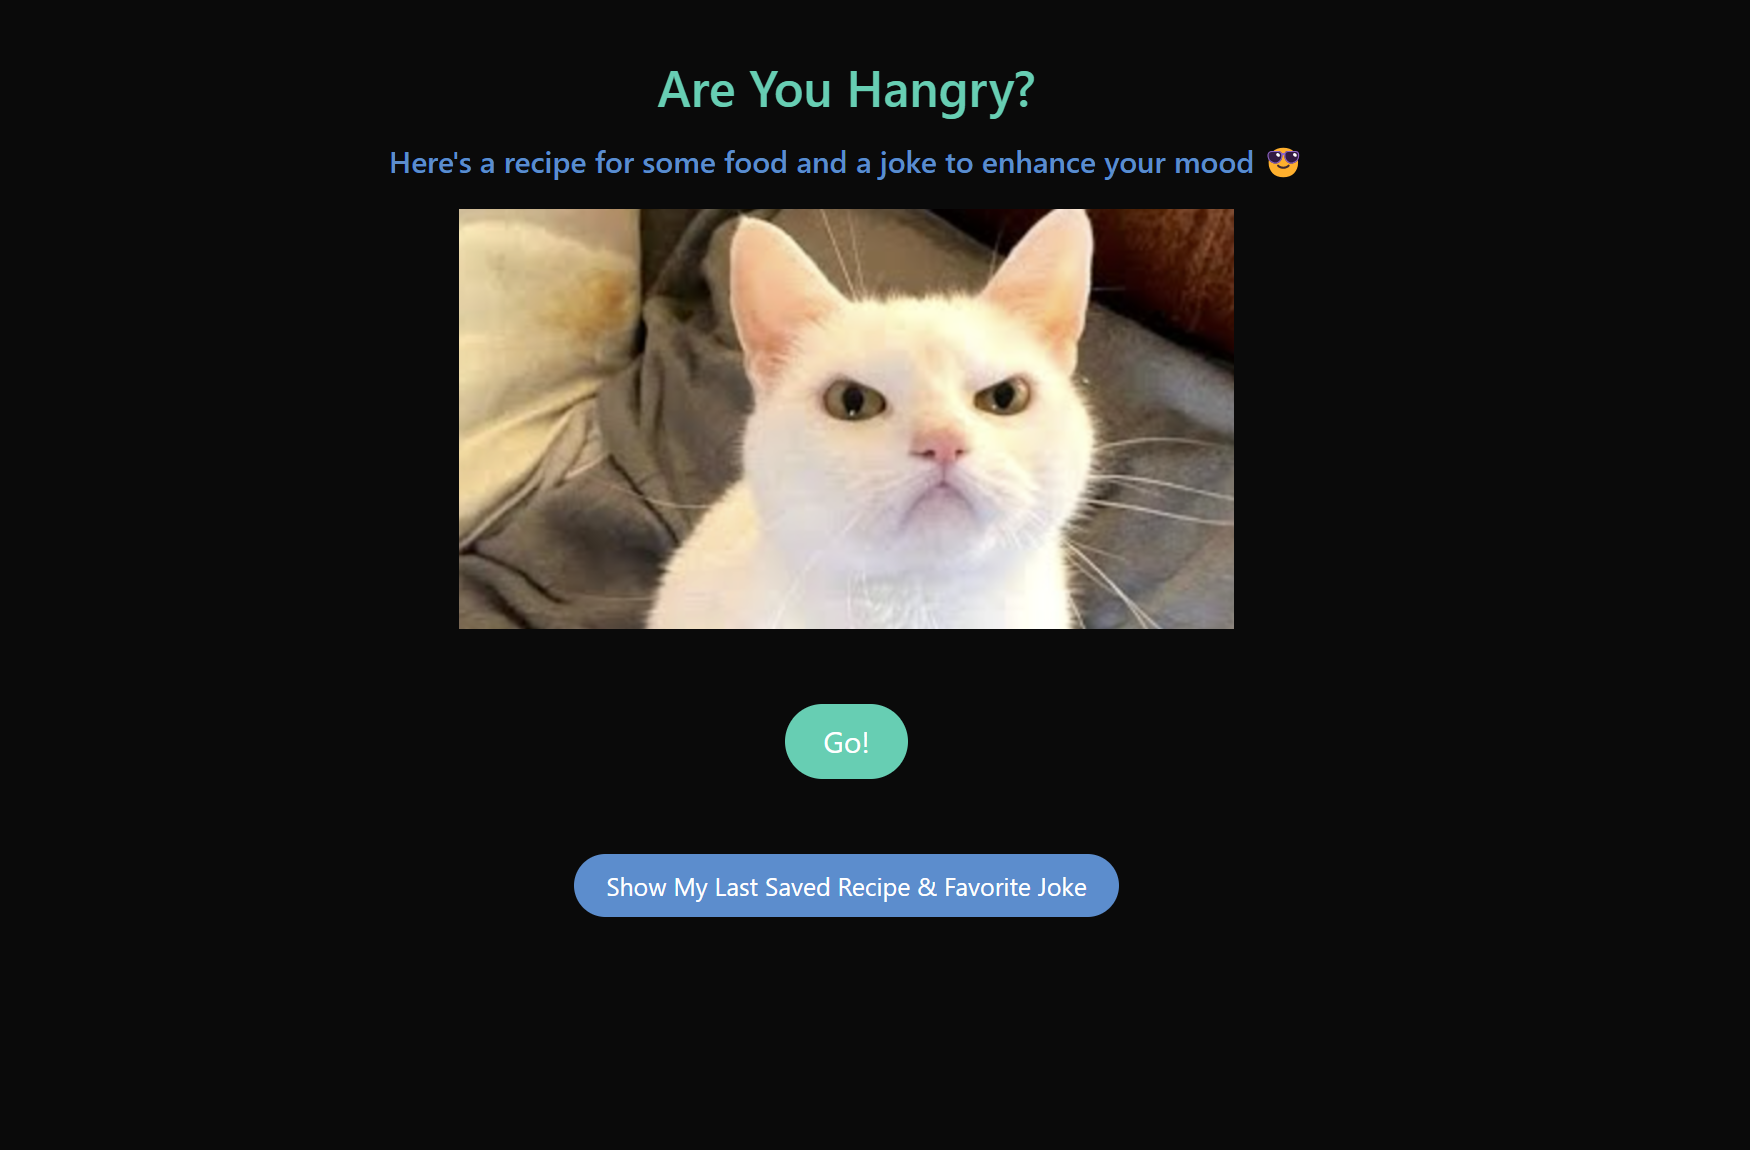 Are You Hangry?
Here's a recipe for some food and a joke to enhance your mood 😎
Go!
Show My Last Saved Recipe & Favorite Joke